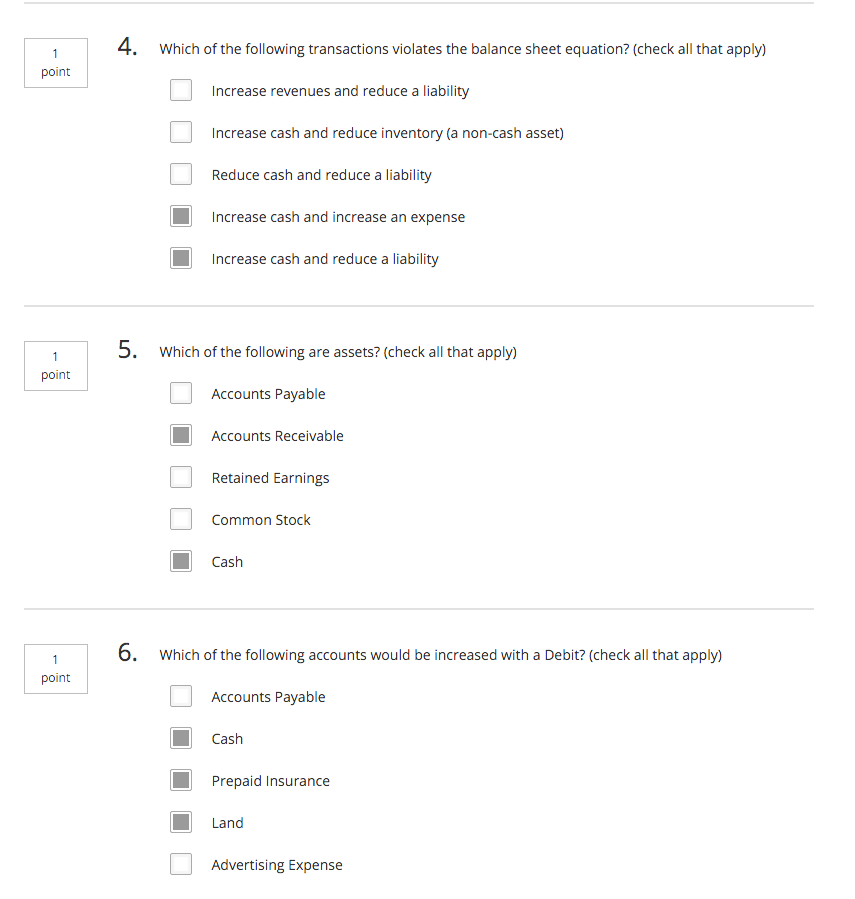 1
point
4. Which of the following transactions violates the balance sheet equation? (check all that apply)
Increase revenues and reduce a liability
Increase cash and reduce inventory (a non-cash asset)
Reduce cash and reduce a liability
Increase cash and increase an expense
Increase cash and reduce a liability
1
point
5. Which of the following are assets? (check all that apply)
Accounts Payable
Accounts Receivable
Retained Earnings
Common Stock
Cash
1
point
6. Which of the following accounts would be increased with a Debit? (check all that apply)
Accounts Payable
Cash
Prepaid Insurance
Land
Advertising Expense